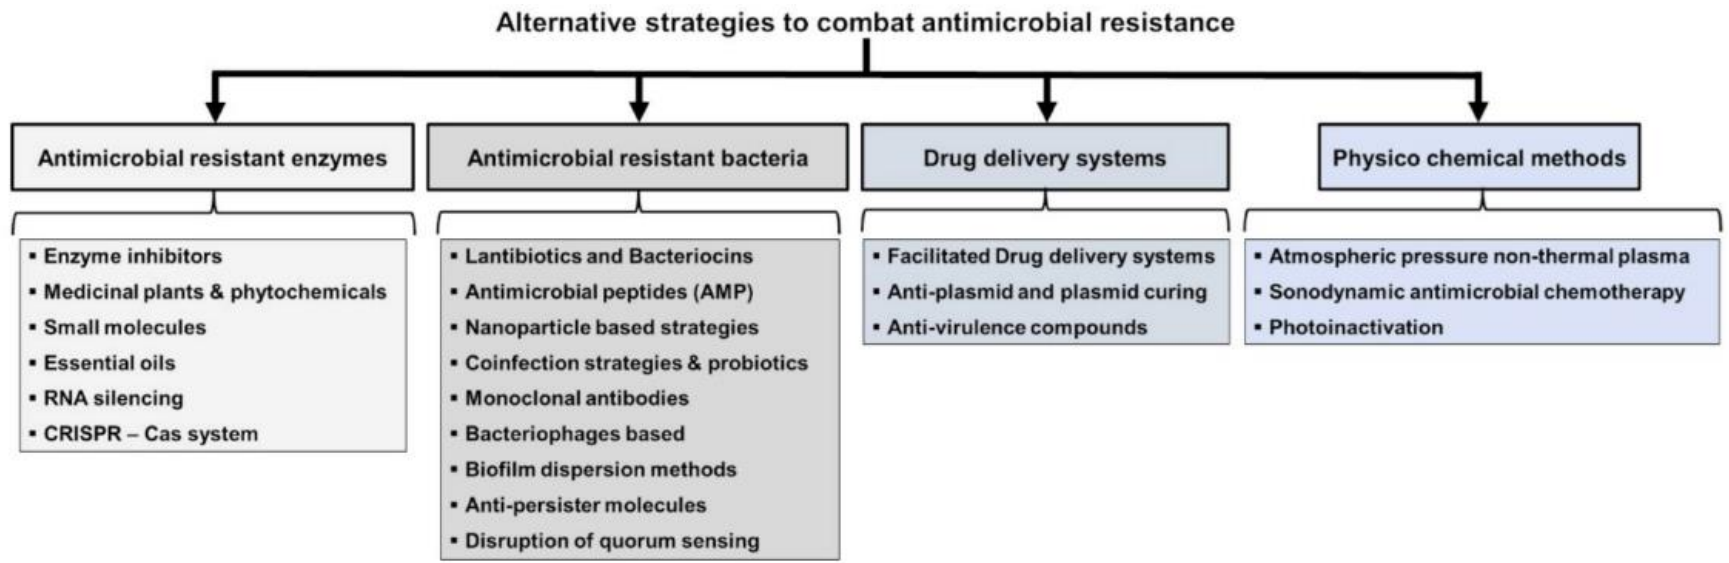 Alternative strategies to combat antimicrobial resistance
Antimicrobial resistant enzymes
▪ Enzyme inhibitors
▪ Medicinal plants & phytochemicals
▪ Small molecules
▪ Essential oils
▪ RNA silencing
▪ CRISPR – Cas system
Antimicrobial resistant bacteria
▪ Lantibiotics and Bacteriocins
▪ Antimicrobial peptides (AMP)
▪ Nanoparticle based strategies
▪ Coinfection strategies & probiotics
▪ Monoclonal antibodies
▪ Bacteriophages based
▪ Biofilm dispersion methods
▪ Anti-persister molecules
▪ Disruption of quorum sensing
Drug delivery systems
▪ Facilitated Drug delivery systems
▪ Anti-plasmid and plasmid curing
▪ Anti-virulence compounds
Physico chemical methods
▪ Atmospheric pressure non-thermal plasma
▪ Sonodynamic antimicrobial chemotherapy
▪ Photoinactivation